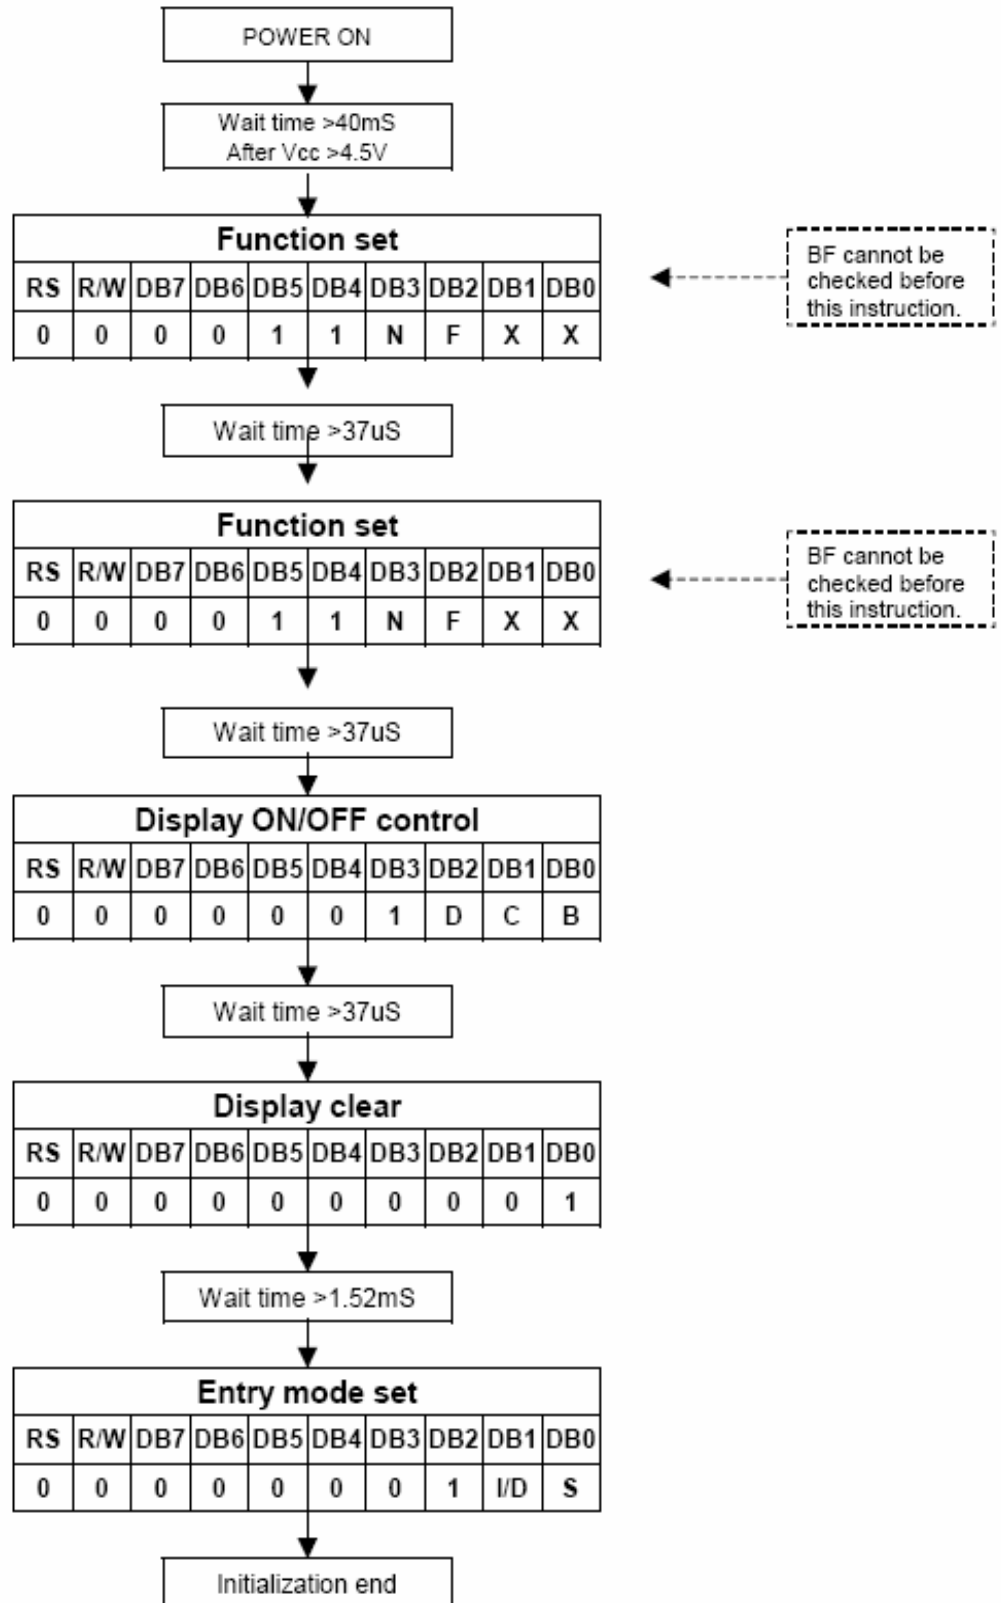 POWER ON
Wait time >40mS
After Vcc >4.5V
Function set
RS R/W DB7 DB6 DB5 DB4 DB3 DB2 DB1 DB0
0 0 0 0 1 1 N F X X
BF cannot be
checked before
this instruction.
Wait time >37uS
Function set
RS R/W DB7 DB6 DB5 DB4 DB3 DB2 DB1 DB0
0 0 0 0 1 1 N F X X
BF cannot be
checked before
this instruction.
Wait time >37uS
Display ON/OFF control
RS R/W DB7 DB6 DB5 DB4 DB3 DB2 DB1 DB0
0 0 0 0 0 0 1 D C B
Wait time >37uS
Display clear
RS R/W DB7 DB6 DB5 DB4 DB3 DB2 DB1 DB0
0 0 0 0 0 0 0 0 0 1
Wait time >1.52mS
Entry mode set
RS R/W DB7 DB6 DB5 DB4 DB3 DB2 DB1 DB0
0 0 0 0 0 0 0 1 I/D S
Initialization end